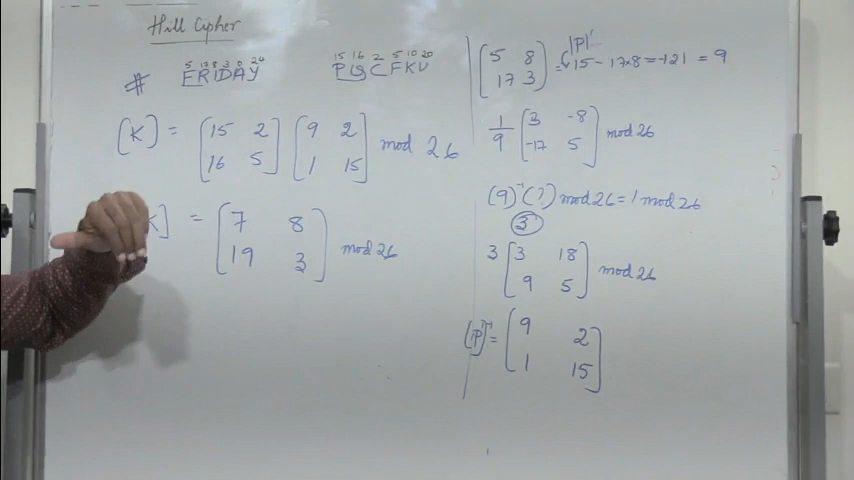 Hill Cipher
# 5 17 8 3 0 24
FRIDAY
15 16 2 5 10 20
PQCFKU
[K] = [15 2 [9 2
16 5] 1 15] mod 26
K] = [7 8
19 3] mod 26
|P|
[5 8
17 3] = 15 - 17×8 = -121 = 9
1/9 [3 -8
-17 5] mod 26
(9)⁻¹(?) mod 26 = 1 mod 26
3
3 [3 18
9 5] mod 26
[P]⁻¹ = [9 2
1 15]